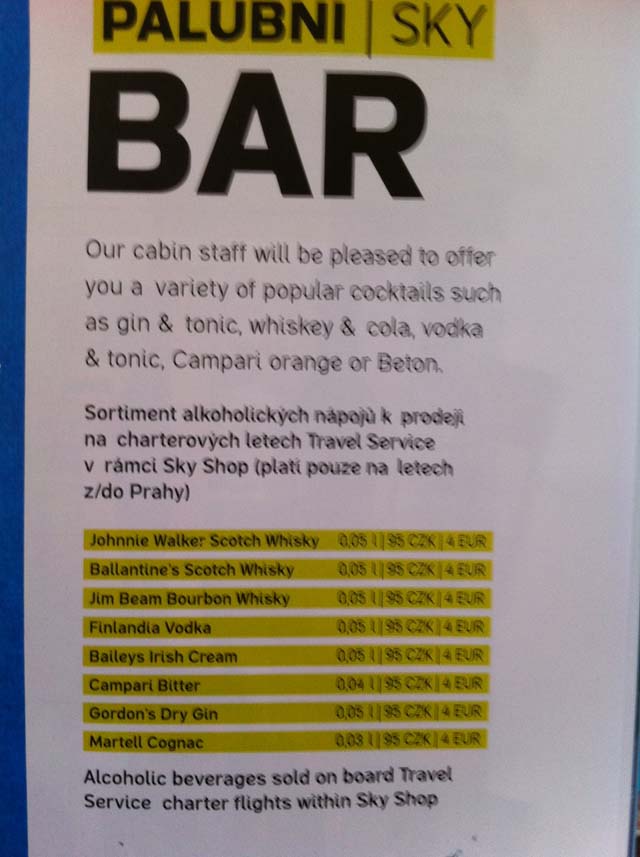 PALUBNI | SKY
BAR
Our cabin staff will be pleased to offer
you a variety of popular cocktails such
as gin & tonic, whiskey & cola, vodka
& tonic, Campari orange or Beton.
Sortiment alkoholických nápojů k prodeji
na charterových letech Travel Service
v rámci Sky Shop (platí pouze na letech
z/do Prahy)
Johnnie Walker Scotch Whisky 0,05 l | 95 CZK | 4 EUR
Ballantine's Scotch Whisky 0,05 l | 95 CZK | 4 EUR
Jim Beam Bourbon Whisky 0,05 l | 95 CZK | 4 EUR
Finlandia Vodka 0,05 l | 95 CZK | 4 EUR
Baileys Irish Cream 0,05 l | 95 CZK | 4 EUR
Campari Bitter 0,04 l | 95 CZK | 4 EUR
Gordon's Dry Gin 0,05 l | 95 CZK | 4 EUR
Martell Cognac 0,03 l | 95 CZK | 4 EUR
Alcoholic beverages sold on board Travel
Service charter flights within Sky Shop